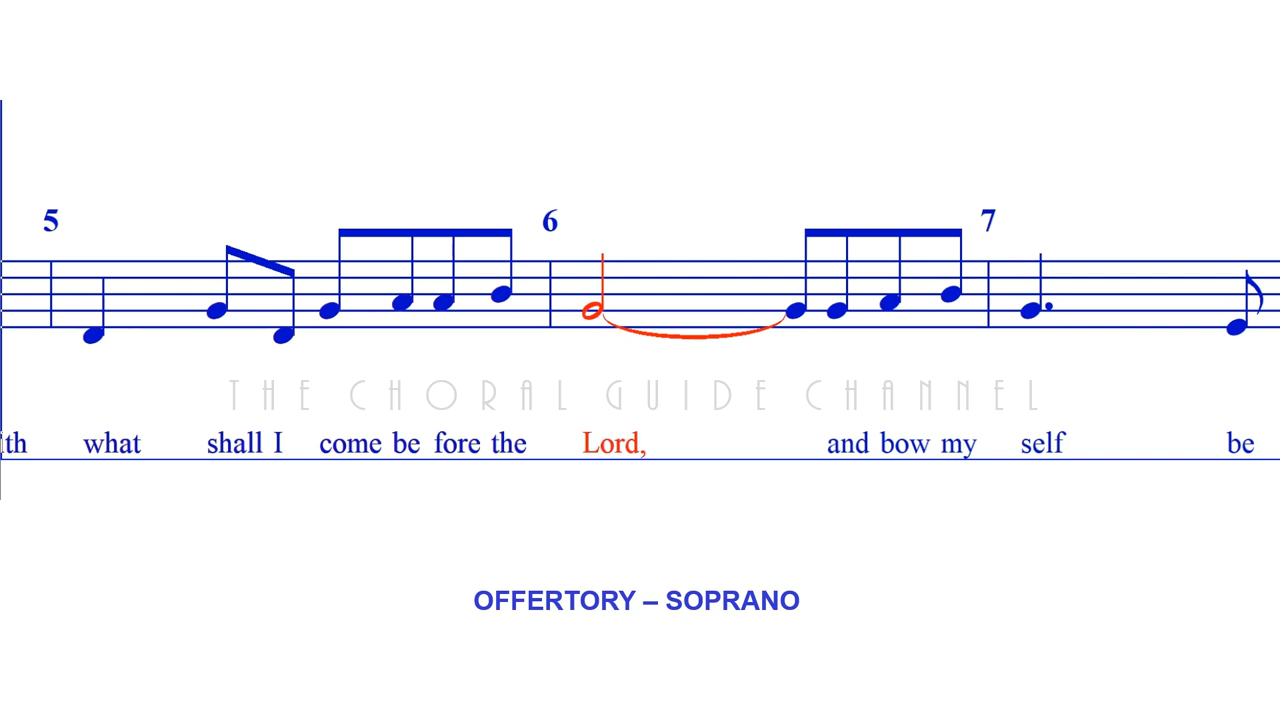 5 6 7
THE CHORAL GUIDE CHANNEL
ith what shall I come be fore the Lord, and bow my self be
OFFERTORY – SOPRANO